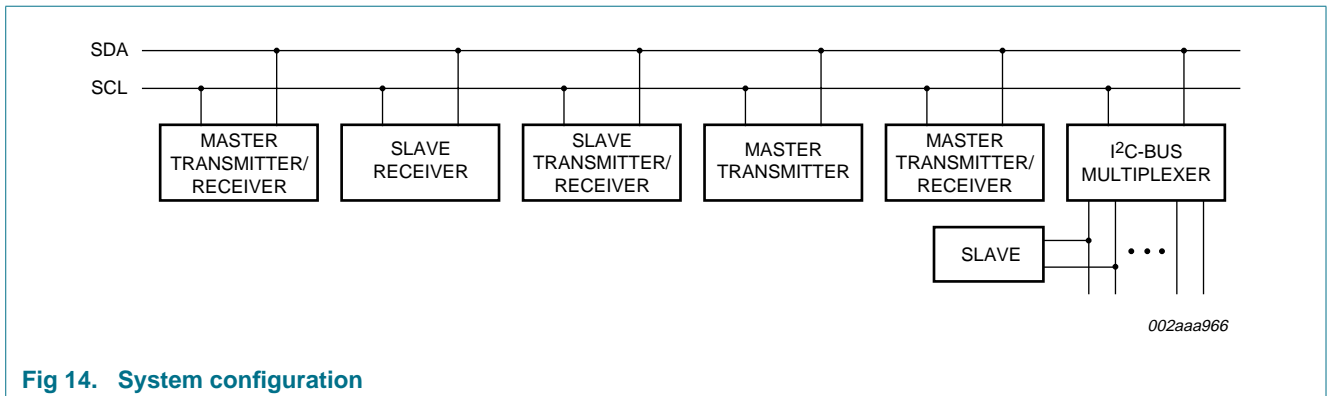 SDA
SCL
MASTER
TRANSMITTER/
RECEIVER
SLAVE
RECEIVER
SLAVE
TRANSMITTER/
RECEIVER
MASTER
TRANSMITTER
MASTER
TRANSMITTER/
RECEIVER
I²C-BUS
MULTIPLEXER
SLAVE
002aaa966
Fig 14. System configuration